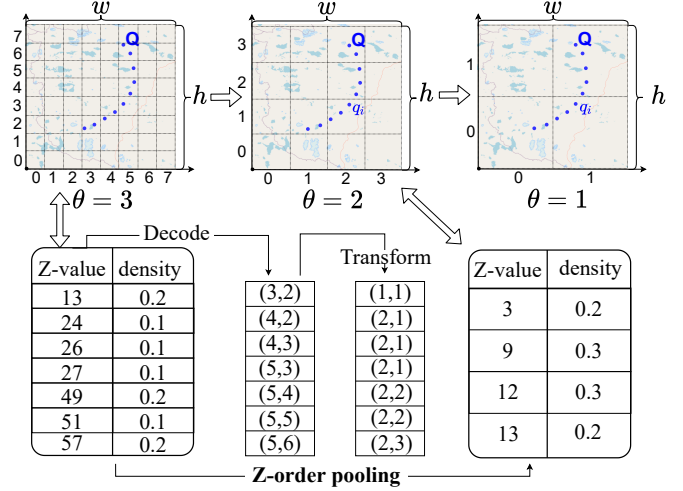 w w w
7 Q
6
5
4
3
2
1
0
0 1 2 3 4 5 6 7
h
θ = 3
3 Q
2
1
0
q_i
0 1 2 3
h
θ = 2
1 Q
0
q_i
0 1
h
θ = 1
Decode
Transform
Z-value density
13 0.2
24 0.1
26 0.1
27 0.1
49 0.2
51 0.1
57 0.2
(3,2)
(4,2)
(4,3)
(5,3)
(5,4)
(5,5)
(5,6)
(1,1)
(2,1)
(2,1)
(2,1)
(2,2)
(2,2)
(2,3)
Z-value density
3 0.2
9 0.3
12 0.3
13 0.2
Z-order pooling